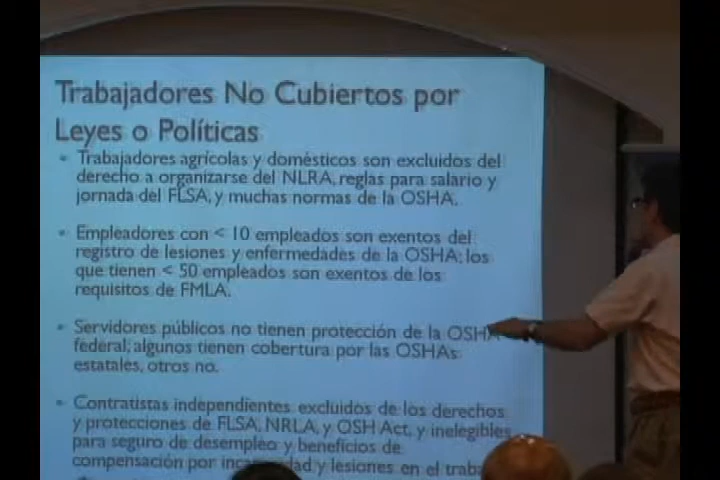 Trabajadores No Cubiertos por
Leyes o Políticas
Trabajadores agrícolas y domésticos son excluidos del
derecho a organizarse del NLRA, reglas para salario y
jornada del FLSA, y muchas normas de la OSHA.
Empleadores con < 10 empleados son exentos del
registro de lesiones y enfermedades de la OSHA; los
que tienen < 50 empleados son exentos de los
requisitos de FMLA.
Servidores públicos no tienen protección de la OSHA
federal; algunos tienen cobertura por las OSHAs
estatales, otros no.
Contratistas independientes excluidos de los derechos
y protecciones de FLSA, NRLA, y OSH Act, y inelegibles
para seguro de desempleo y beneficios de
compensación por y lesiones en el